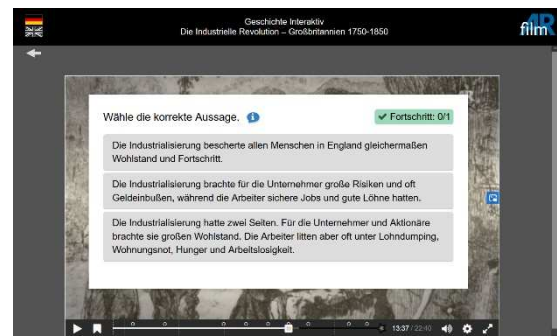 Geschichte Interaktiv
Die Industrielle Revolution – Großbritannien 1750-1850
4R
film
Wähle die korrekte Aussage.
Fortschritt: 0/1
Die Industrialisierung bescherte allen Menschen in England gleichermaßen
Wohlstand und Fortschritt.
Die Industrialisierung brachte für die Unternehmer große Risiken und oft
Geldeinbußen, während die Arbeiter sichere Jobs und gute Löhne hatten.
Die Industrialisierung hatte zwei Seiten. Für die Unternehmer und Aktionäre
brachte sie großen Wohlstand. Die Arbeiter litten aber oft unter Lohndumping,
Wohnungsnot, Hunger und Arbeitslosigkeit.
13:37 / 22:40